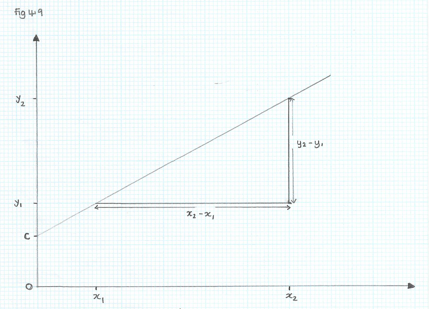 Fig 4.9
y₂
y₂-y₁
y₁
x₂-x₁
C
O
x₁
x₂